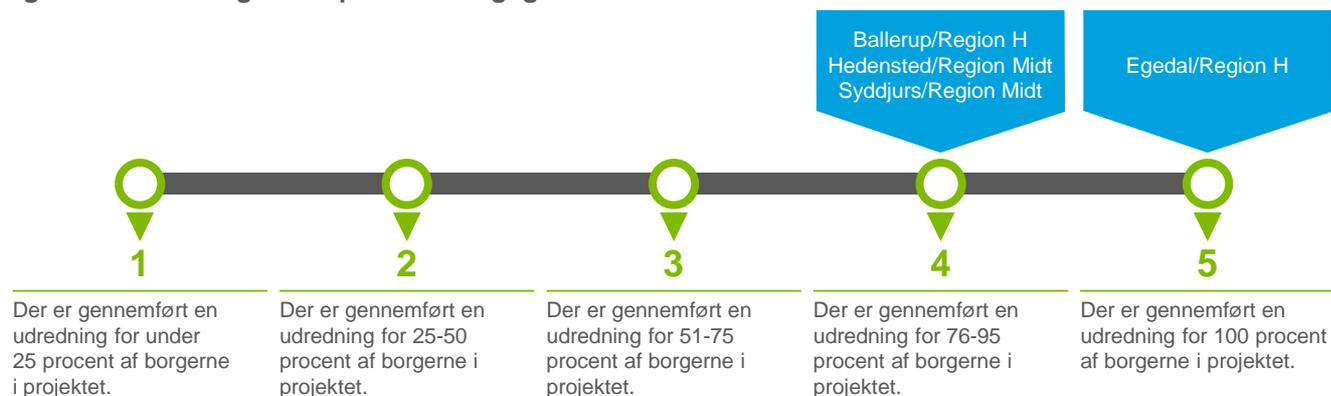 Ballerup/Region H
Hedensted/Region Midt
Syddjurs/Region Midt
Egedal/Region H
1
2
3
4
5
Der er gennemført en
udredning for under
25 procent af borgerne
i projektet.
Der er gennemført en
udredning for 25-50
procent af borgerne i
projektet.
Der er gennemført en
udredning for 51-75
procent af borgerne i
projektet.
Der er gennemført en
udredning for 76-95
procent af borgerne i
projektet.
Der er gennemført en
udredning for 100 procent
af borgerne i projektet.